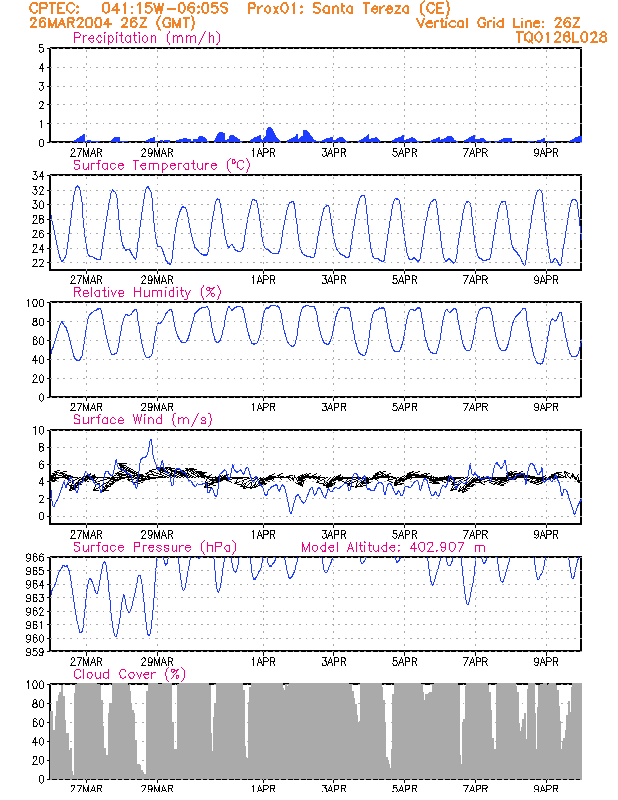 CPTEC: 041:15W-06:05S Prox01: Santa Tereza (CE)
26MAR2004 26Z (GMT) Vertical Grid Line: 26Z
Precipitation (mm/h) TQ0126L028
5
4
3
2
1
0
27MAR 29MAR 1APR 3APR 5APR 7APR 9APR
Surface Temperature (°C)
34
32
30
28
26
24
22
27MAR 29MAR 1APR 3APR 5APR 7APR 9APR
Relative Humidity (%)
100
80
60
40
20
0
27MAR 29MAR 1APR 3APR 5APR 7APR 9APR
Surface Wind (m/s)
10
8
6
4
2
0
27MAR 29MAR 1APR 3APR 5APR 7APR 9APR
Surface Pressure (hPa) Model Altitude: 402.907 m
966
965
964
963
962
961
960
959
27MAR 29MAR 1APR 3APR 5APR 7APR 9APR
Cloud Cover (%)
100
80
60
40
20
0
27MAR 29MAR 1APR 3APR 5APR 7APR 9APR